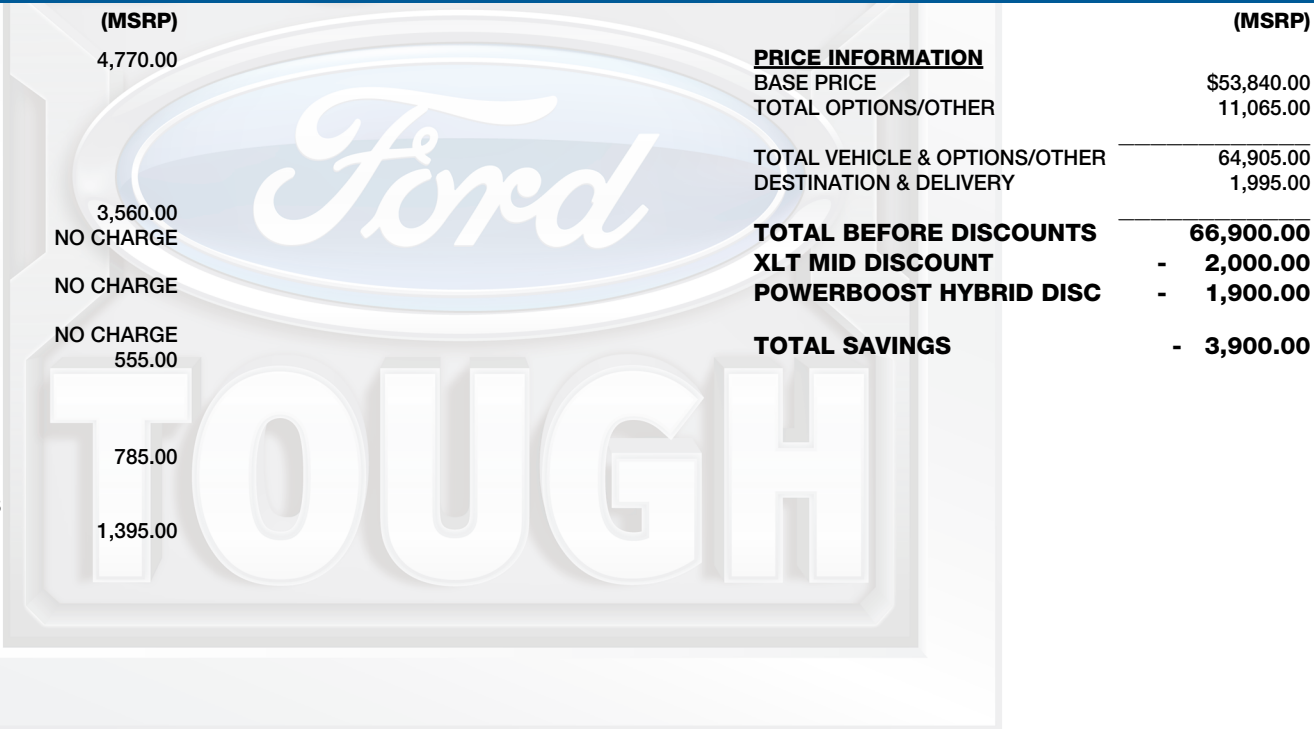 (MSRP)
4,770.00
3,560.00
NO CHARGE
NO CHARGE
NO CHARGE
555.00
785.00
1,395.00
(MSRP)
PRICE INFORMATION
BASE PRICE $53,840.00
TOTAL OPTIONS/OTHER 11,065.00
TOTAL VEHICLE & OPTIONS/OTHER 64,905.00
DESTINATION & DELIVERY 1,995.00
TOTAL BEFORE DISCOUNTS 66,900.00
XLT MID DISCOUNT - 2,000.00
POWERBOOST HYBRID DISC - 1,900.00
TOTAL SAVINGS - 3,900.00
Ford
TOUGH